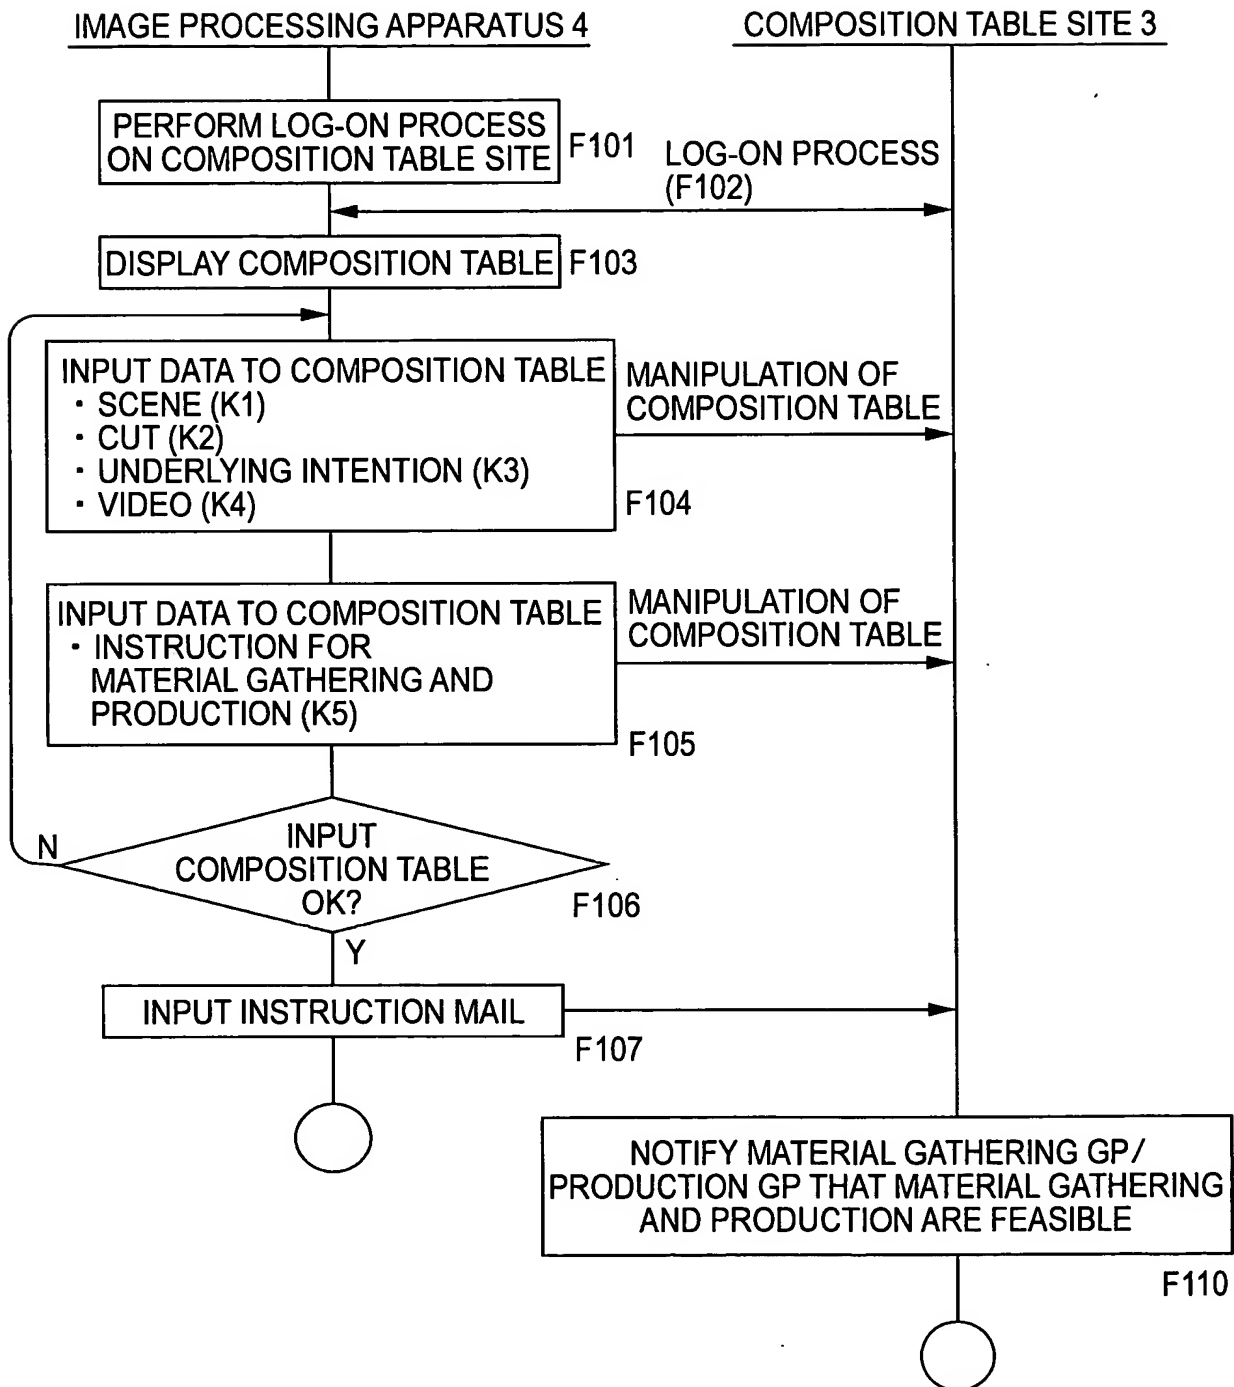 IMAGE PROCESSING APPARATUS 4
COMPOSITION TABLE SITE 3
PERFORM LOG-ON PROCESS
ON COMPOSITION TABLE SITE
F101
LOG-ON PROCESS
(F102)
DISPLAY COMPOSITION TABLE
F103
INPUT DATA TO COMPOSITION TABLE
・ SCENE (K1)
・ CUT (K2)
・ UNDERLYING INTENTION (K3)
・ VIDEO (K4)
F104
MANIPULATION OF
COMPOSITION TABLE
INPUT DATA TO COMPOSITION TABLE
・ INSTRUCTION FOR
MATERIAL GATHERING AND
PRODUCTION (K5)
F105
MANIPULATION OF
COMPOSITION TABLE
N
INPUT
COMPOSITION TABLE
OK?
F106
Y
INPUT INSTRUCTION MAIL
F107
NOTIFY MATERIAL GATHERING GP/
PRODUCTION GP THAT MATERIAL GATHERING
AND PRODUCTION ARE FEASIBLE
F110